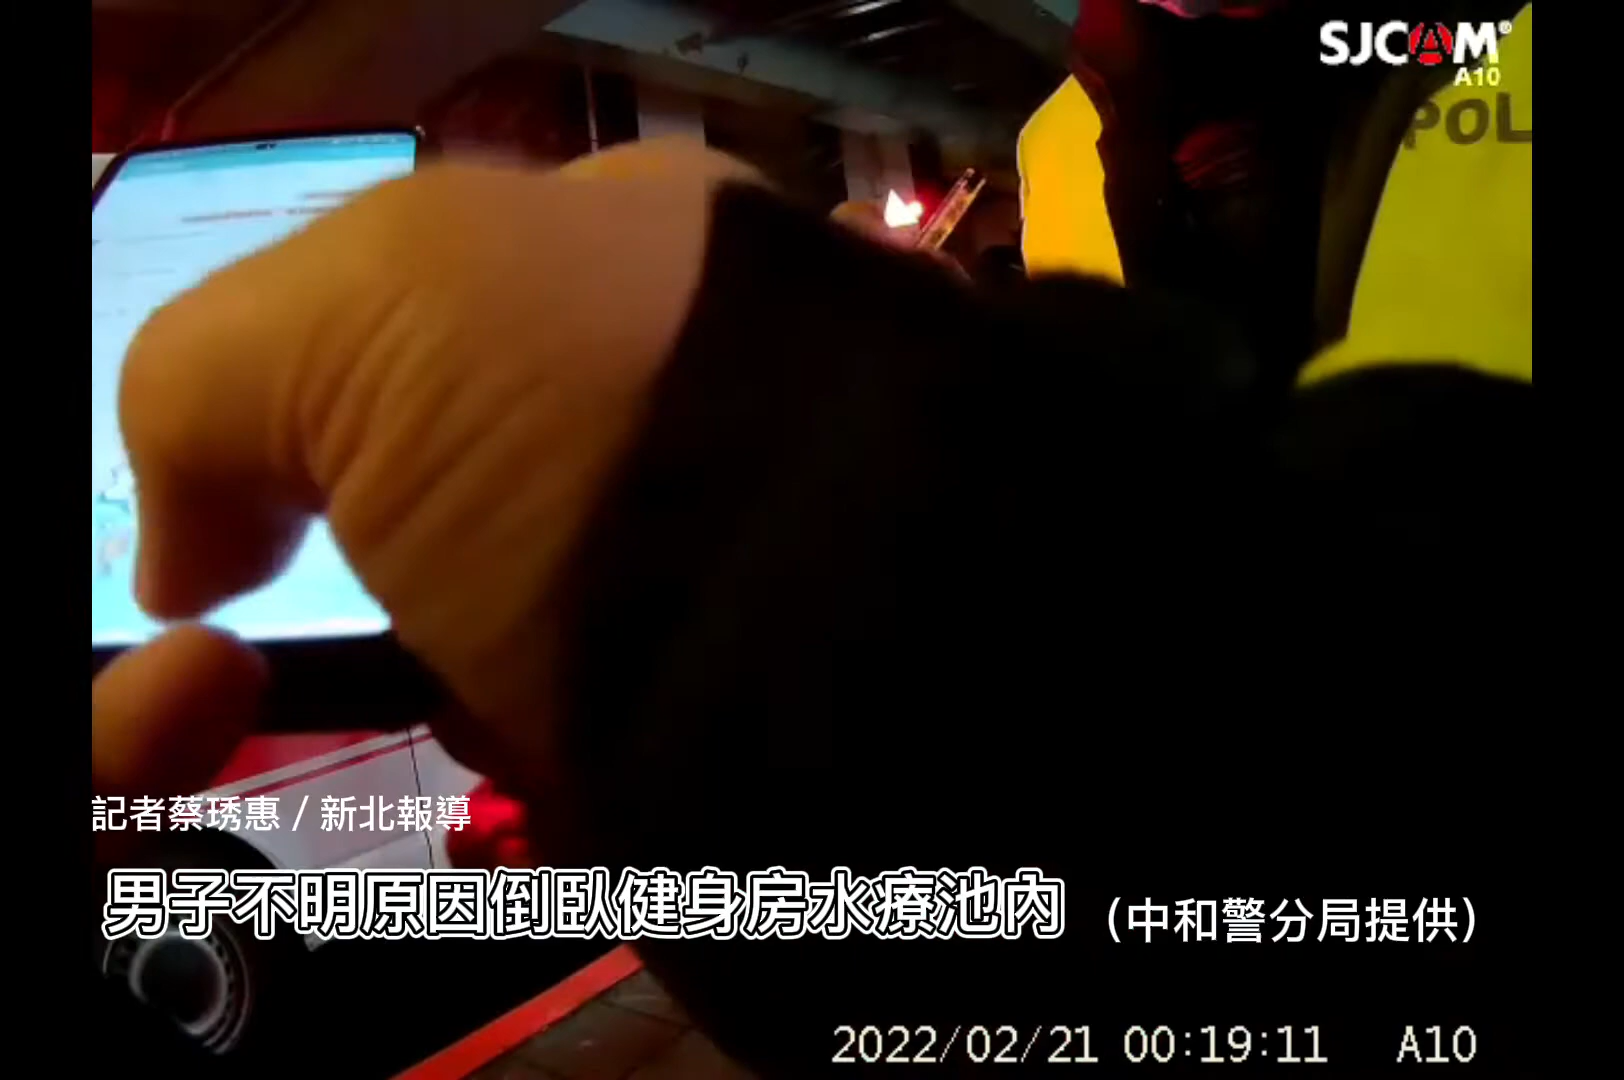 SJCAM®
A10
POL
記者蔡琇惠／新北報導
男子不明原因倒臥健身房水療池內
（中和警分局提供）
2022/02/21 00:19:11 A10